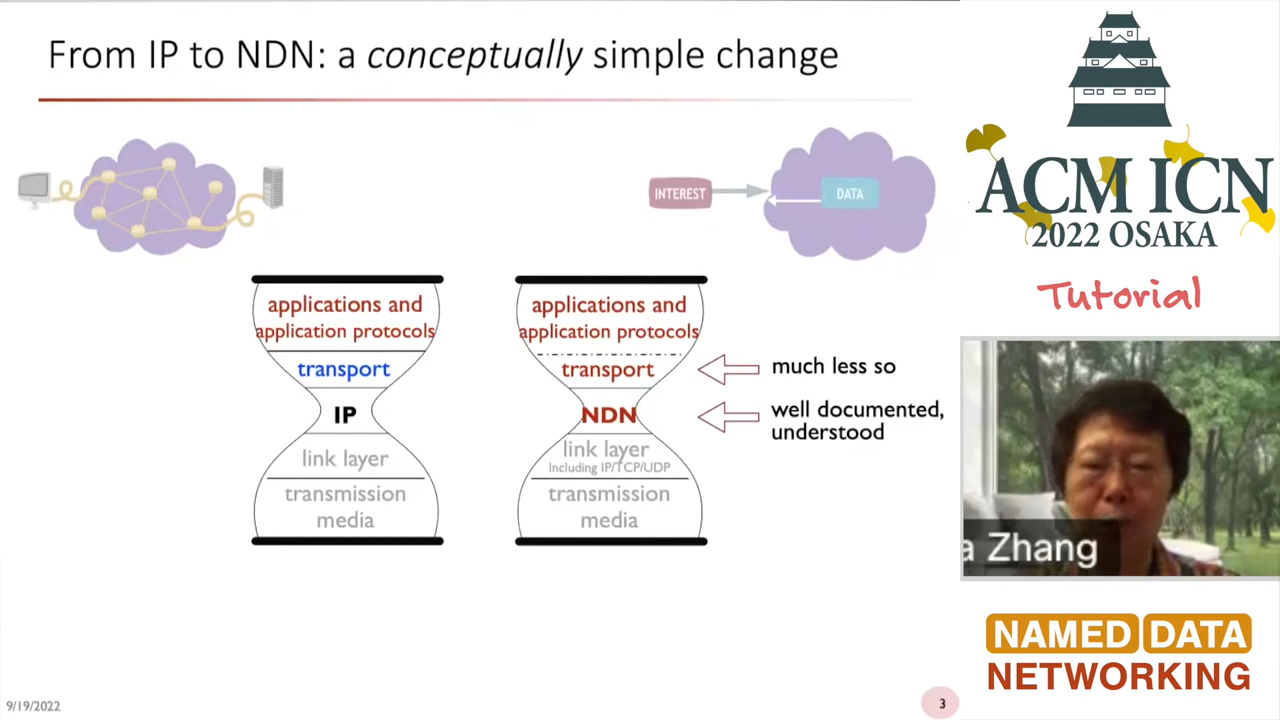 From IP to NDN: a conceptually simple change
INTEREST
DATA
applications and
application protocols
transport
IP
link layer
transmission
media
applications and
application protocols
transport
NDN
link layer
Including IP/TCP/UDP
transmission
media
much less so
well documented,
understood
9/19/2022
3
ACM ICN
2022 OSAKA
Tutorial
a Zhang
NAMED DATA
NETWORKING